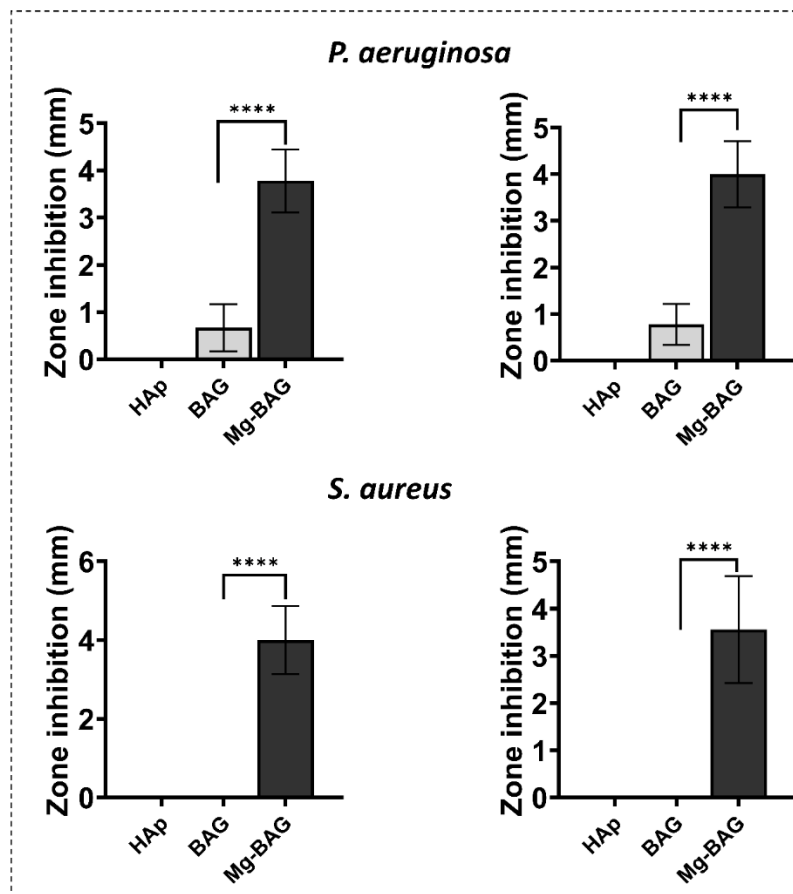 P. aeruginosa
Zone inhibition (mm)
5
4
3
2
1
0
****
HAp
BAG
Mg-BAG
Zone inhibition (mm)
5
4
3
2
1
0
****
HAp
BAG
Mg-BAG
S. aureus
Zone inhibition (mm)
6
4
2
0
****
HAp
BAG
Mg-BAG
Zone inhibition (mm)
5
4
3
2
1
0
****
HAp
BAG
Mg-BAG